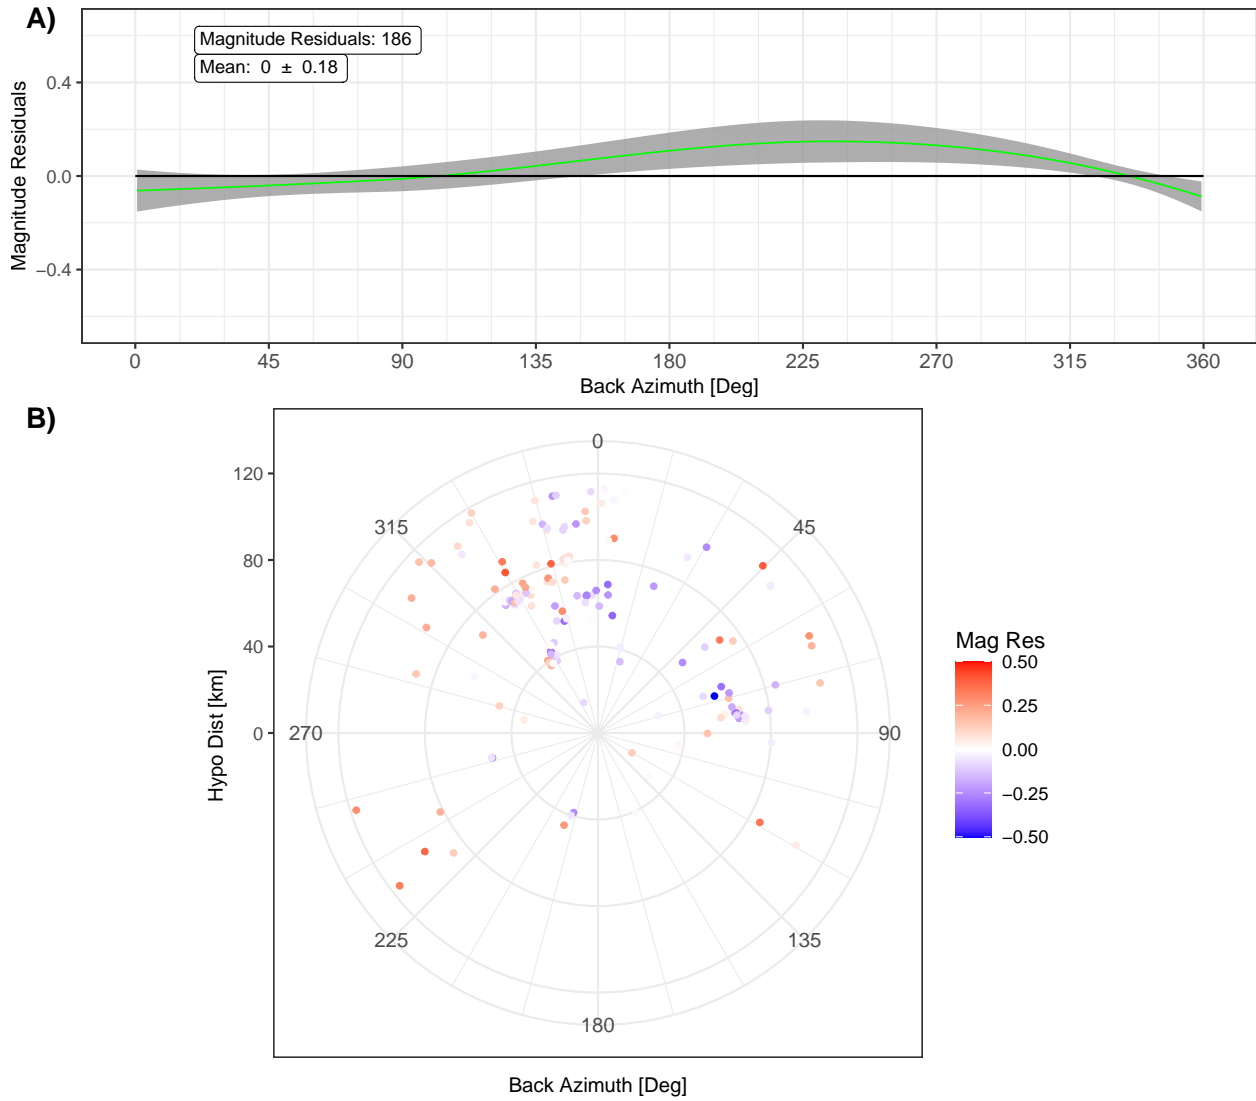 A)
Magnitude Residuals: 186
Mean:  0  ±  0.18
Magnitude Residuals
0.4
0.0
−0.4
0 45 90 135 180 225 270 315 360
Back Azimuth [Deg]
B)
Hypo Dist [km]
120
80
40
0
0
45
90
135
180
225
270
315
Back Azimuth [Deg]
Mag Res
0.50
0.25
0.00
−0.25
−0.50